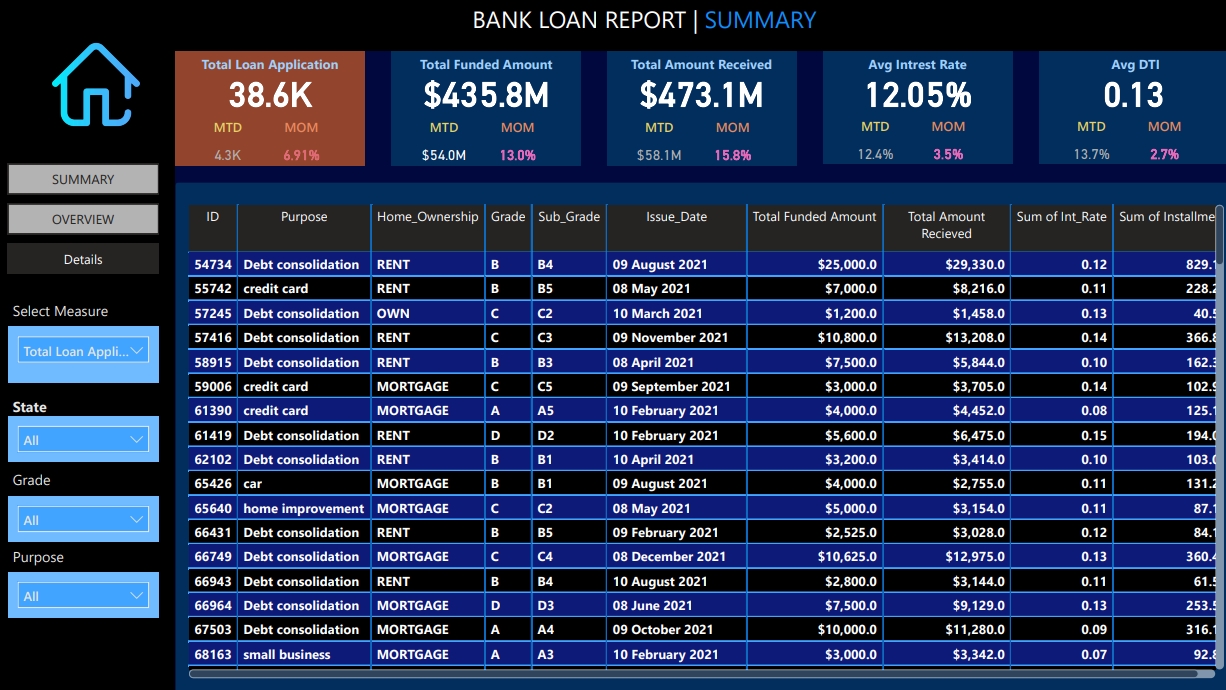 BANK LOAN REPORT | SUMMARY
Total Loan Application
38.6K
MTD MOM
4.3K 6.91%
Total Funded Amount
$435.8M
MTD MOM
$54.0M 13.0%
Total Amount Received
$473.1M
MTD MOM
$58.1M 15.8%
Avg Intrest Rate
12.05%
MTD MOM
12.4% 3.5%
Avg DTI
0.13
MTD MOM
13.7% 2.7%
SUMMARY
OVERVIEW
Details
Select Measure
Total Loan Appli...
State
All
Grade
All
Purpose
All
ID Purpose Home_Ownership Grade Sub_Grade Issue_Date Total Funded Amount Total Amount Recieved Sum of Int_Rate Sum of Installme
54734 Debt consolidation RENT B B4 09 August 2021 $25,000.0 $29,330.0 0.12 829.1
55742 credit card RENT B B5 08 May 2021 $7,000.0 $8,216.0 0.11 228.2
57245 Debt consolidation OWN C C2 10 March 2021 $1,200.0 $1,458.0 0.13 40.5
57416 Debt consolidation RENT C C3 09 November 2021 $10,800.0 $13,208.0 0.14 366.8
58915 Debt consolidation RENT B B3 08 April 2021 $7,500.0 $5,844.0 0.10 162.3
59006 credit card MORTGAGE C C5 09 September 2021 $3,000.0 $3,705.0 0.14 102.9
61390 credit card MORTGAGE A A5 10 February 2021 $4,000.0 $4,452.0 0.08 125.1
61419 Debt consolidation RENT D D2 10 February 2021 $5,600.0 $6,475.0 0.15 194.0
62102 Debt consolidation RENT B B1 10 April 2021 $3,200.0 $3,414.0 0.10 103.0
65426 car MORTGAGE B B1 09 August 2021 $4,000.0 $2,755.0 0.11 131.2
65640 home improvement MORTGAGE C C2 08 May 2021 $5,000.0 $3,154.0 0.11 87.1
66431 Debt consolidation RENT B B5 09 February 2021 $2,525.0 $3,028.0 0.12 84.1
66749 Debt consolidation MORTGAGE C C4 08 December 2021 $10,625.0 $12,975.0 0.13 360.4
66943 Debt consolidation RENT B B4 10 August 2021 $2,800.0 $3,144.0 0.11 61.5
66964 Debt consolidation MORTGAGE D D3 08 June 2021 $7,500.0 $9,129.0 0.13 253.5
67503 Debt consolidation MORTGAGE A A4 09 October 2021 $10,000.0 $11,280.0 0.09 316.1
68163 small business MORTGAGE A A3 10 February 2021 $3,000.0 $3,342.0 0.07 92.8